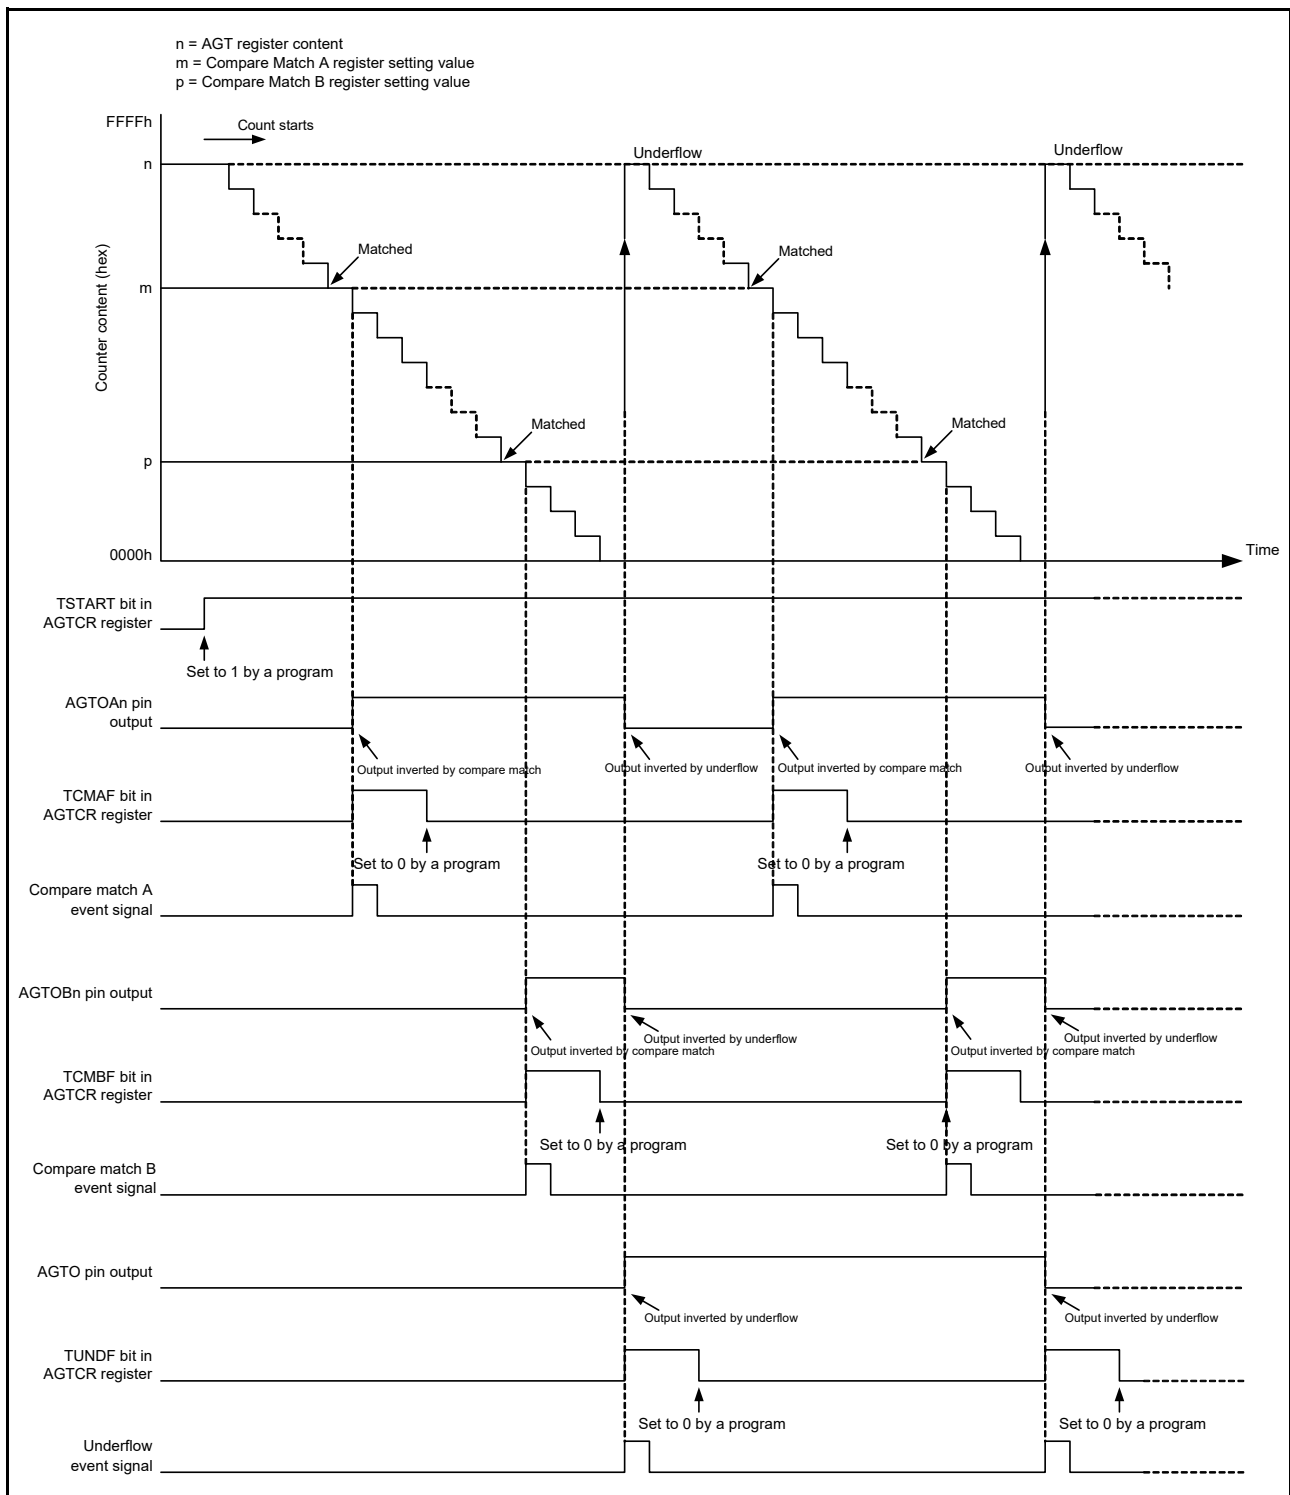 n = AGT register content
m = Compare Match A register setting value
p = Compare Match B register setting value
FFFFh
Count starts
Underflow
Underflow
n
Matched
Matched
Counter content (hex)
m
Matched
Matched
p
0000h
Time
TSTART bit in
AGTCR register
Set to 1 by a program
AGTOAn pin
output
Output inverted by compare match
Output inverted by underflow
Output inverted by compare match
Output inverted by underflow
TCMAF bit in
AGTCR register
Set to 0 by a program
Set to 0 by a program
Compare match A
event signal
AGTOBn pin output
Output inverted by underflow
Output inverted by underflow
Output inverted by compare match
Output inverted by compare match
TCMBF bit in
AGTCR register
Set to 0 by a program
Set to 0 by a program
Compare match B
event signal
AGTO pin output
Output inverted by underflow
Output inverted by underflow
TUNDF bit in
AGTCR register
Set to 0 by a program
Set to 0 by a program
Underflow
event signal